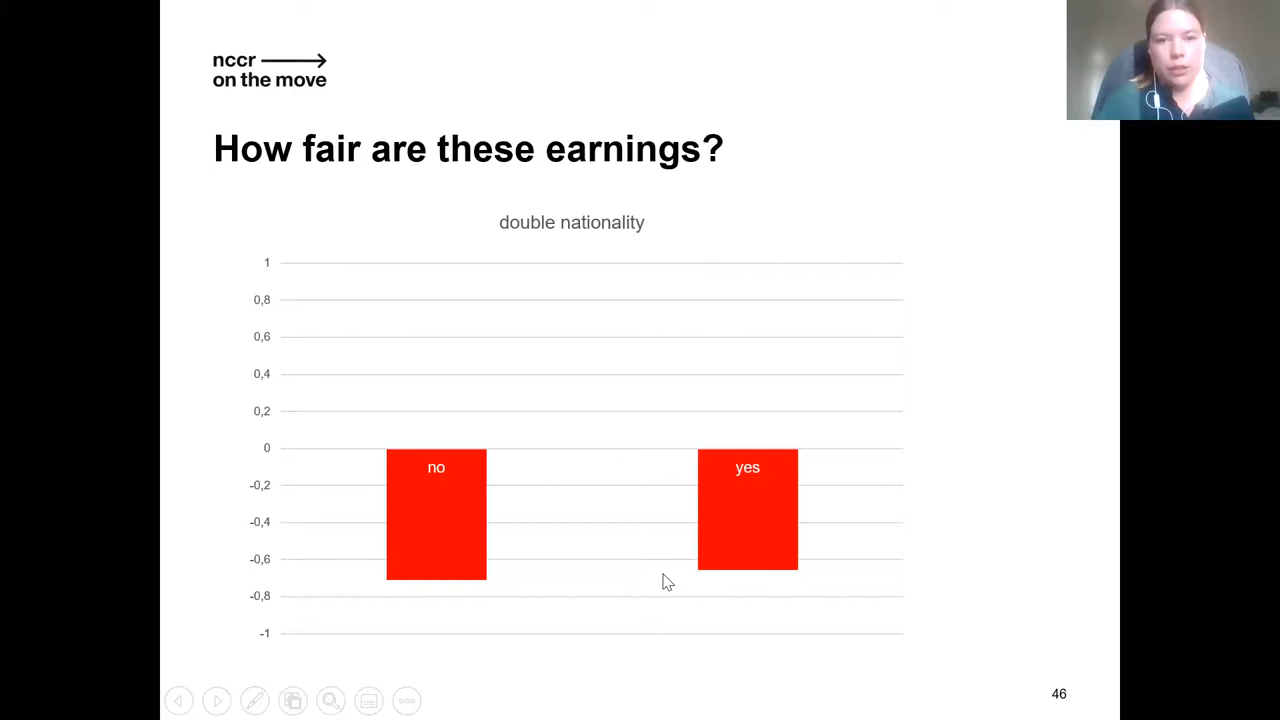 nccr
on the move
How fair are these earnings?
double nationality
1
0,8
0,6
0,4
0,2
0
no
yes
-0,2
-0,4
-0,6
-0,8
-1
46